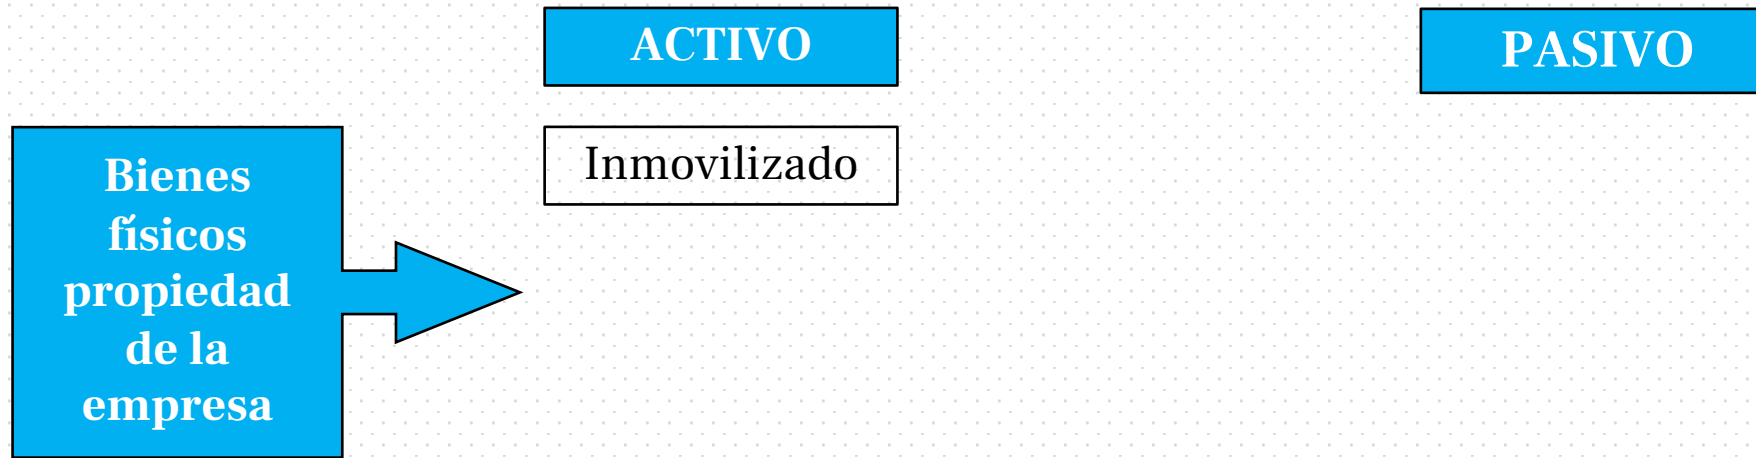 ACTIVO
PASIVO
Inmovilizado
Bienes
físicos
propiedad
de la
empresa